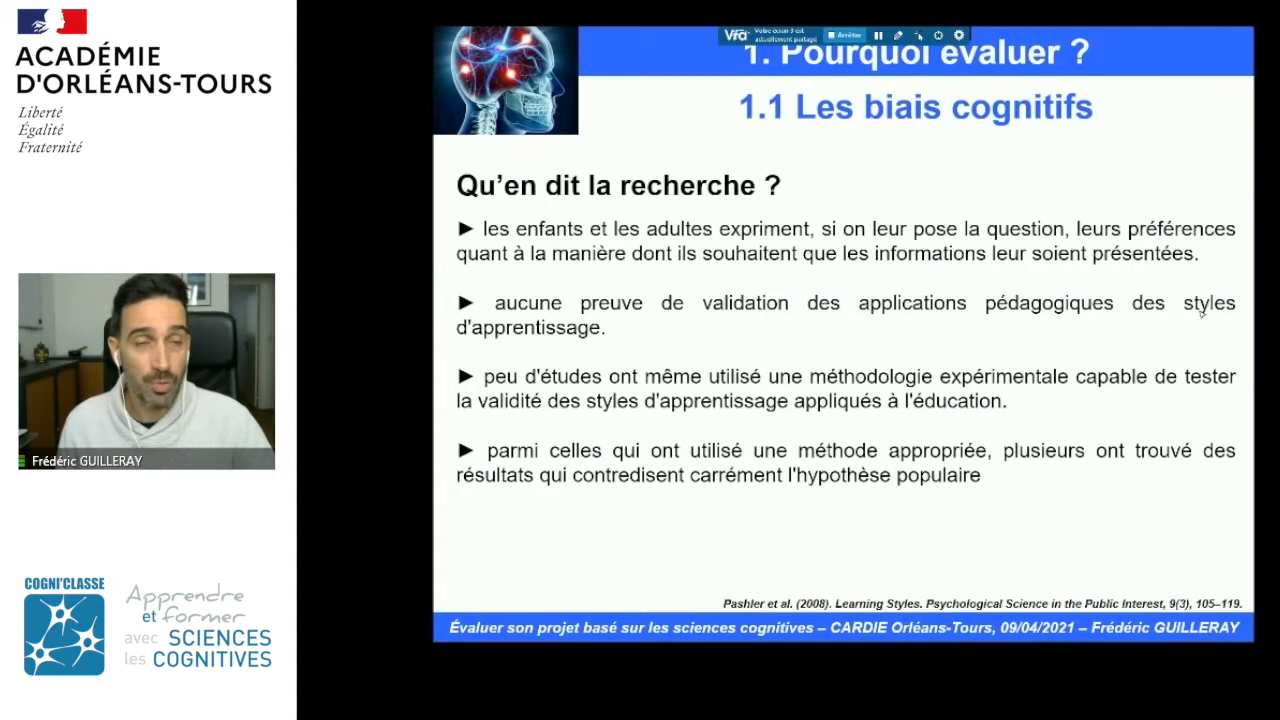 ACADÉMIE
D'ORLÉANS-TOURS
Liberté
Égalité
Fraternité
Frédéric GUILLERAY
COGNI'CLASSE
Apprendre
et former
avec SCIENCES
les COGNITIVES
Votre écran 3 est
actuellement partagé
Arrêter
1. Pourquoi évaluer ?
1.1 Les biais cognitifs
Qu'en dit la recherche ?
► les enfants et les adultes expriment, si on leur pose la question, leurs préférences
quant à la manière dont ils souhaitent que les informations leur soient présentées.
► aucune preuve de validation des applications pédagogiques des styles
d'apprentissage.
► peu d'études ont même utilisé une méthodologie expérimentale capable de tester
la validité des styles d'apprentissage appliqués à l'éducation.
► parmi celles qui ont utilisé une méthode appropriée, plusieurs ont trouvé des
résultats qui contredisent carrément l'hypothèse populaire
Pashler et al. (2008). Learning Styles. Psychological Science in the Public Interest, 9(3), 105–119.
Évaluer son projet basé sur les sciences cognitives – CARDIE Orléans-Tours, 09/04/2021 – Frédéric GUILLERAY